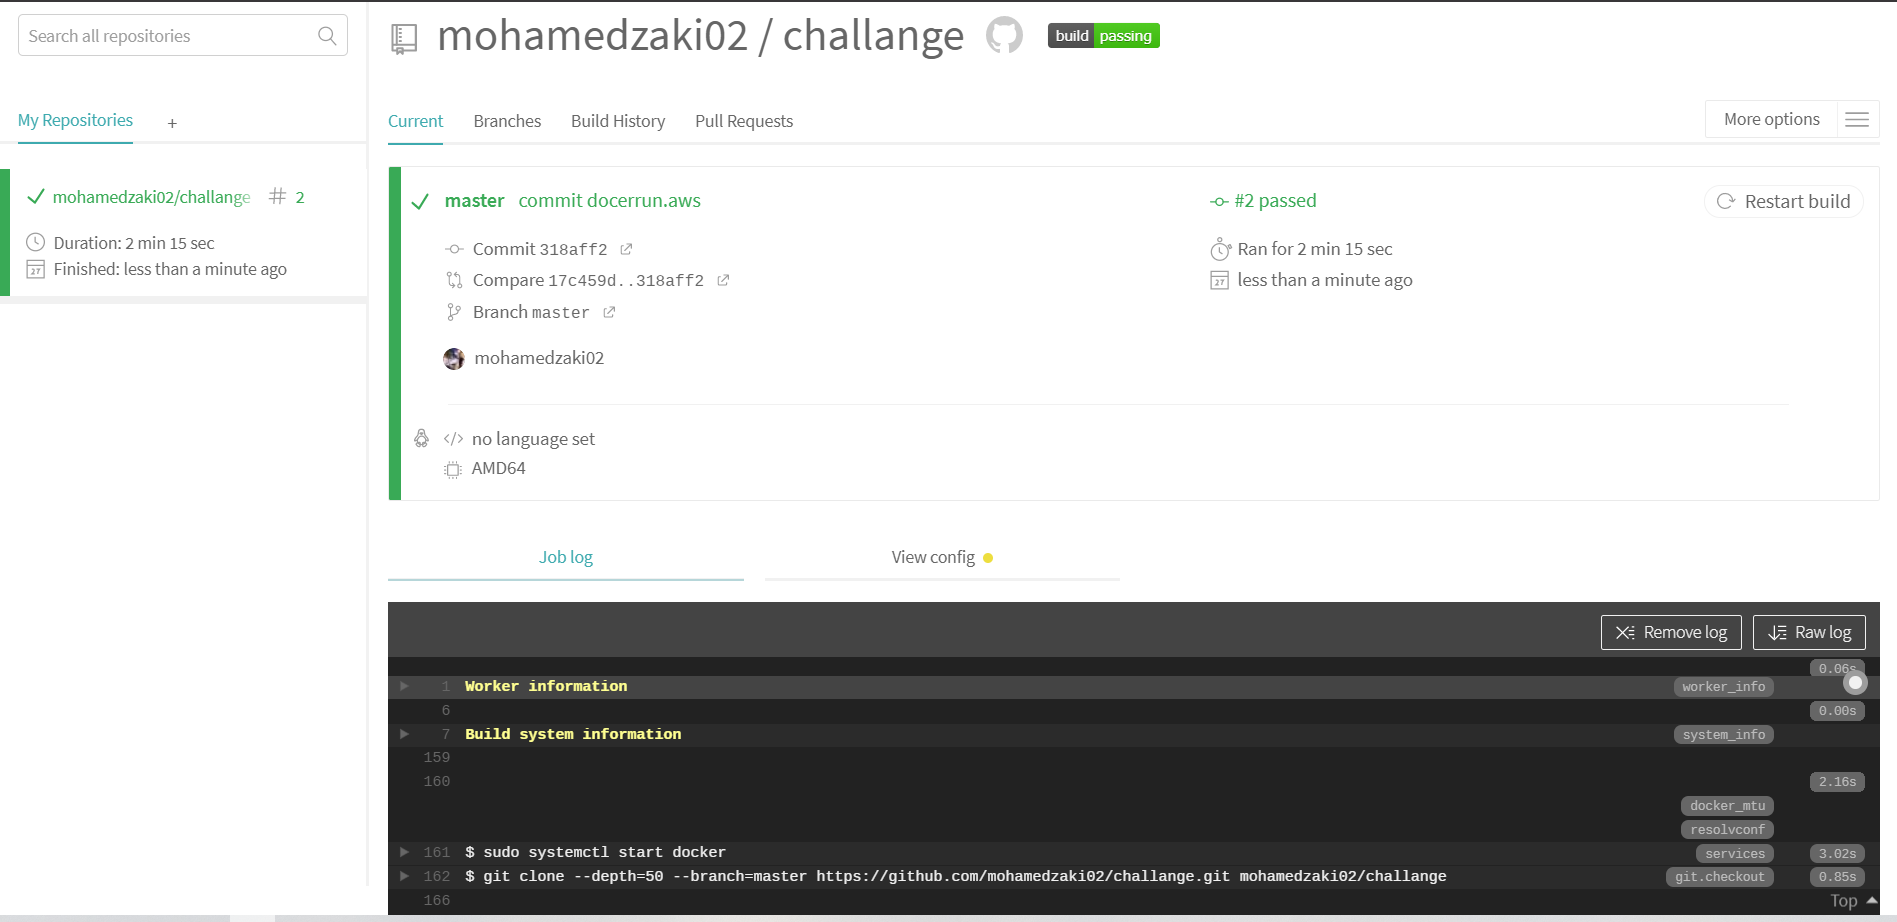 Search all repositories
mohamedzaki02 / challange
build passing
My Repositories
+
Current
Branches
Build History
Pull Requests
More options
mohamedzaki02/challange # 2
Duration: 2 min 15 sec
27 Finished: less than a minute ago
master commit docerrun.aws
#2 passed
Restart build
Commit 318aff2
Ran for 2 min 15 sec
Compare 17c459d..318aff2
27 less than a minute ago
Branch master
mohamedzaki02
</> no language set
AMD64
Job log
View config
Remove log
Raw log
0.06s
1 Worker information worker_info
6 0.00s
7 Build system information system_info
159
160 2.16s
docker_mtu
resolvconf
161 $ sudo systemctl start docker services 3.02s
162 $ git clone --depth=50 --branch=master https://github.com/mohamedzaki02/challange.git mohamedzaki02/challange git.checkout 0.85s
166 Top